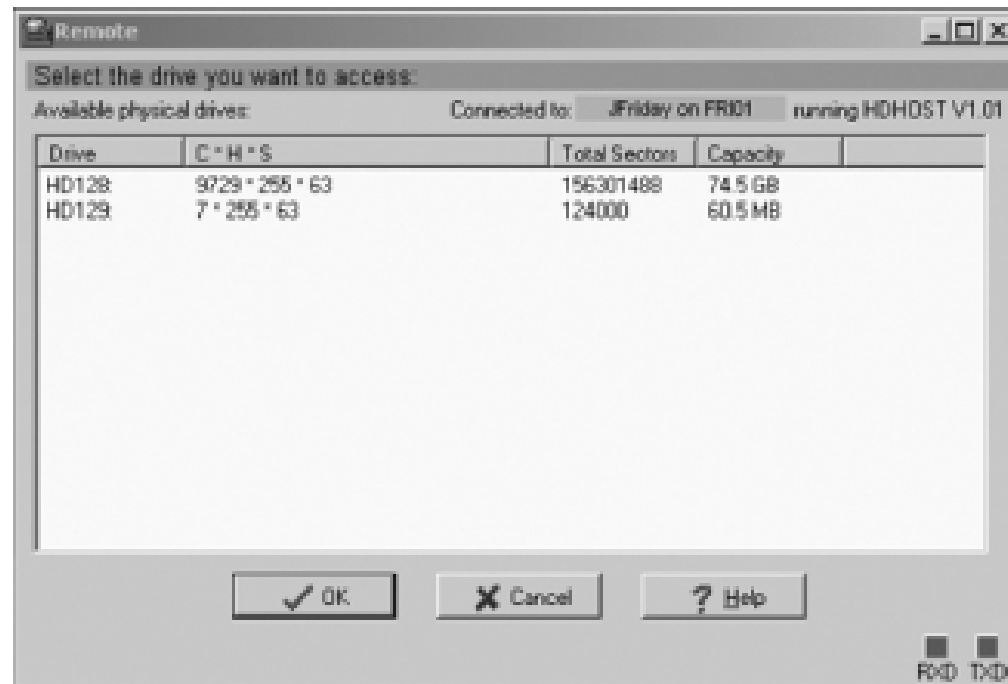 Remote
Select the drive you want to access:
Available physical drives: Connected to: JFriday on FRI01 running HDHOST V1.01
Drive C * H * S Total Sectors Capacity
HD128: 9729 * 255 * 63 156301488 74.5 GB
HD129: 7 * 255 * 63 124000 60.5 MB
OK Cancel ? Help
RXD TXD